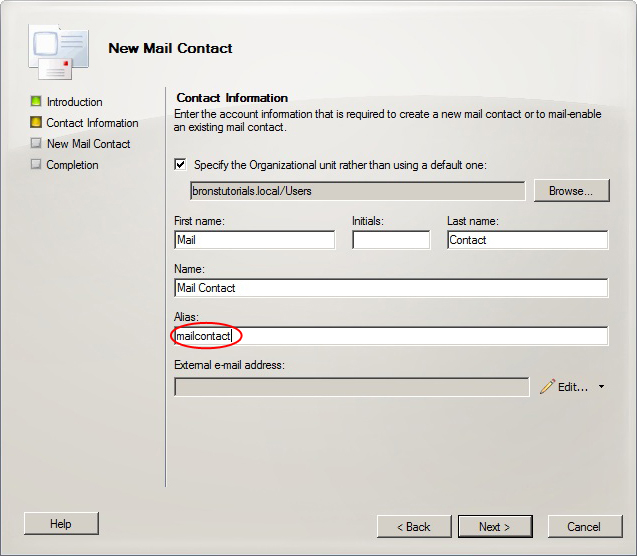 New Mail Contact
Introduction
Contact Information
New Mail Contact
Completion
Contact Information
Enter the account information that is required to create a new mail contact or to mail-enable
an existing mail contact.
Specify the Organizational unit rather than using a default one:
bronstutorials.local/Users
Browse...
First name:
Initials:
Last name:
Mail
Contact
Name:
Mail Contact
Alias:
mailcontact
External e-mail address:
Edit...
Help
< Back
Next >
Cancel